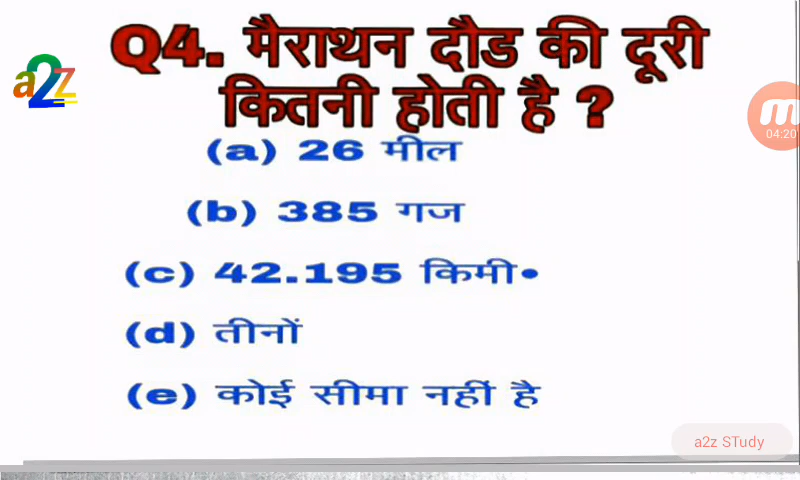 Q4. मैराथन दौड की दूरी
कितनी होती है ?
a2z
04:20
(a) 26 मील
(b) 385 गज
(c) 42.195 किमी•
(d) तीनों
(e) कोई सीमा नहीं है
a2z STudy